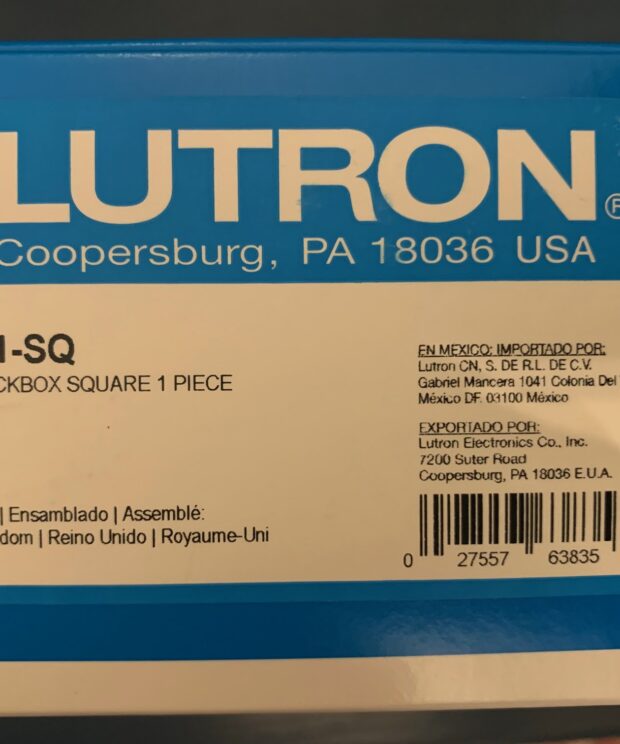 LUTRON®
Coopersburg, PA 18036 USA
-SQ
CKBOX SQUARE 1 PIECE
| Ensamblado | Assemblé:
dom | Reino Unido | Royaume-Uni
EN MEXICO: IMPORTADO POR:
Lutron CN, S. DE R.L. DE C.V.
Gabriel Mancera 1041 Colonia Del
México DF. 03100 México
EXPORTADO POR:
Lutron Electronics Co., Inc.
7200 Suter Road
Coopersburg, PA 18036 E.U.A.
0 27557 63835